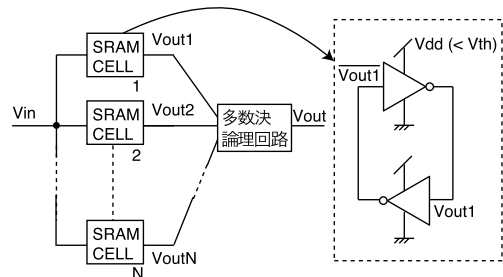 SRAM
CELL
1
Vout1
Vin
SRAM
CELL
2
Vout2
多数決
論理回路
Vout
SRAM
CELL
N
VoutN
Vdd (< Vth)
V̅o̅u̅t̅1̅
Vout1